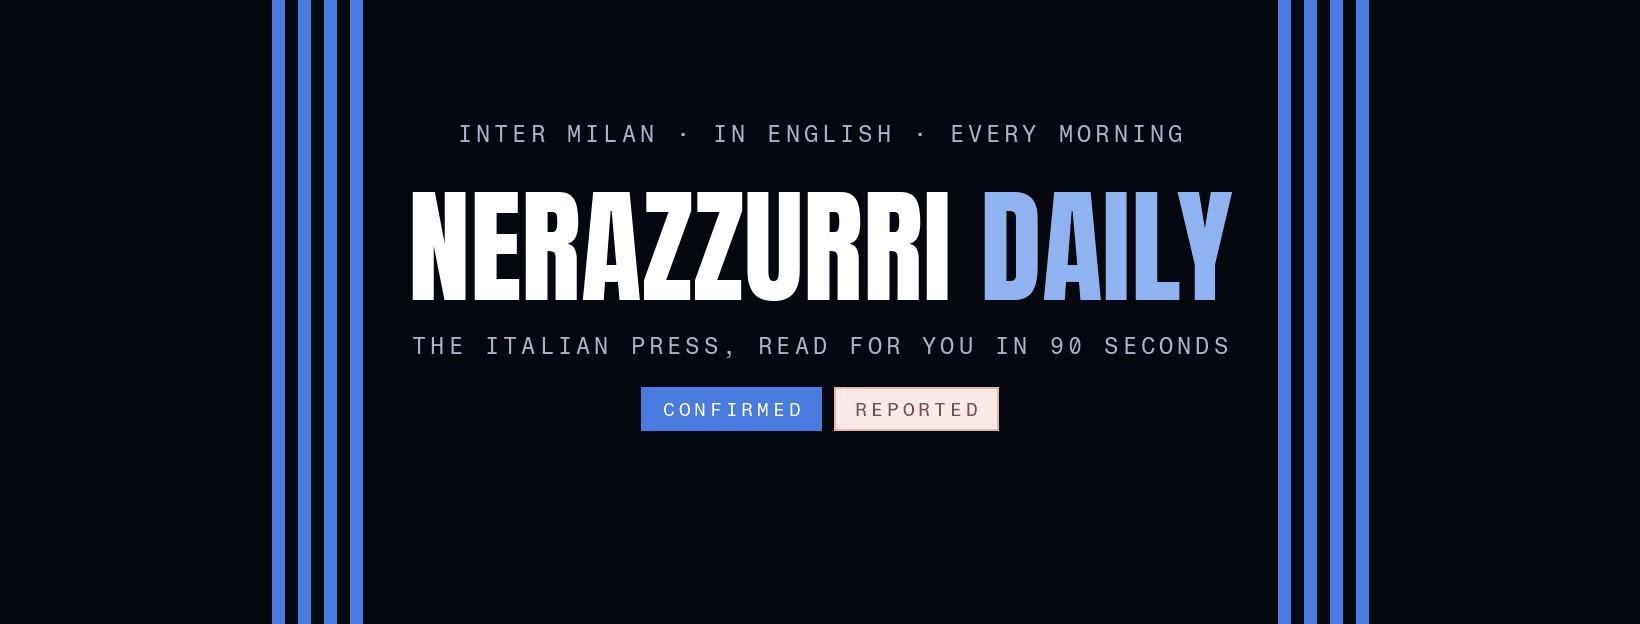 INTER MILAN · IN ENGLISH · EVERY MORNING
NERAZZURRI DAILY
THE ITALIAN PRESS, READ FOR YOU IN 90 SECONDS
CONFIRMED REPORTED